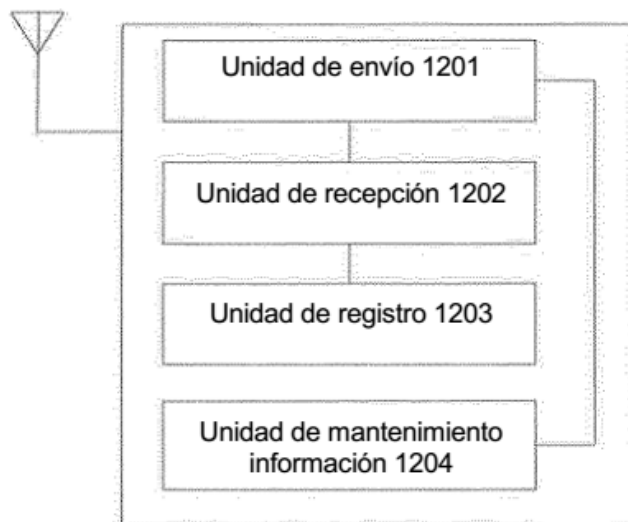 Unidad de envío 1201
Unidad de recepción 1202
Unidad de registro 1203
Unidad de mantenimiento
información 1204